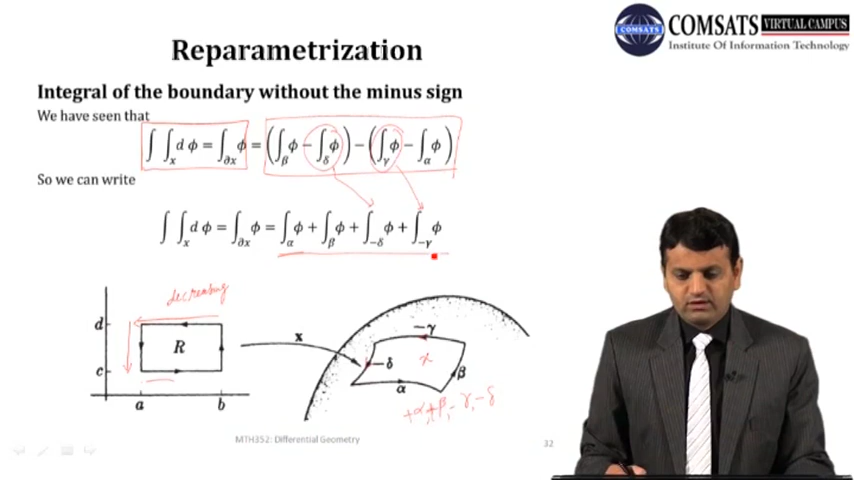 COMSATS VIRTUAL CAMPUS
COMSATS
Institute Of Information Technology
Reparametrization
Integral of the boundary without the minus sign
We have seen that
∫∫_x dϕ = ∫_∂x ϕ = (∫_β ϕ − ∫_δ ϕ) − (∫_γ ϕ − ∫_α ϕ)
So we can write
∫∫_x dϕ = ∫_∂x ϕ = ∫_α ϕ + ∫_β ϕ + ∫_−δ ϕ + ∫_−γ ϕ
decreasing
d
R
c
a
b
x
−γ
−δ
x
β
α
+α, +β, −γ, −δ
MTH352: Differential Geometry
32